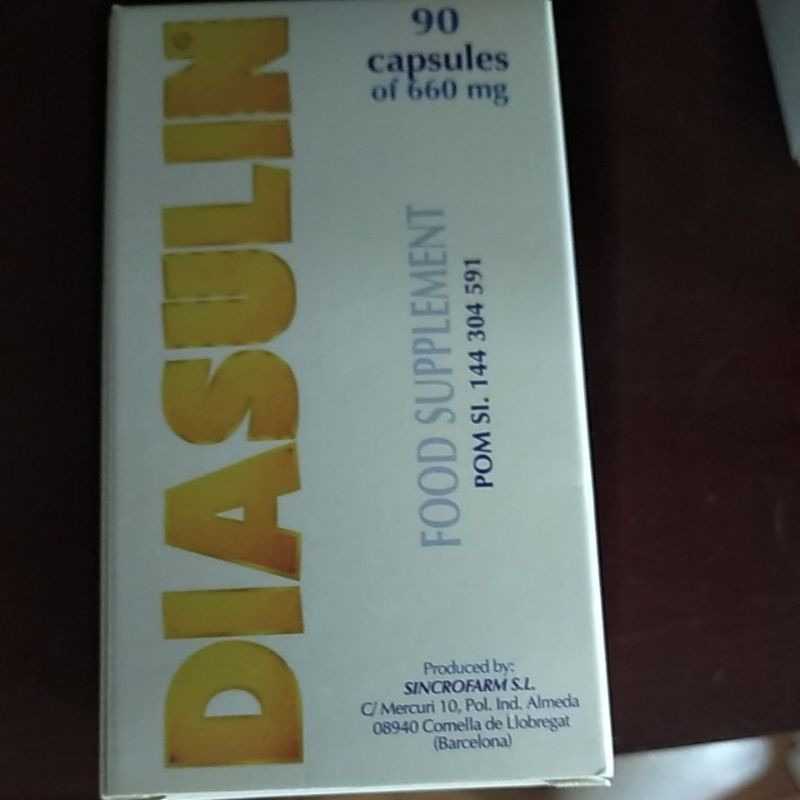 DIASULIN®
90
capsules
of 660 mg
FOOD SUPPLEMENT
POM SI. 144 304 591
Produced by:
SINCROFARM S.L.
C/ Mercuri 10, Pol. Ind. Almeda
08940 Cornella de Llobregat
(Barcelona)